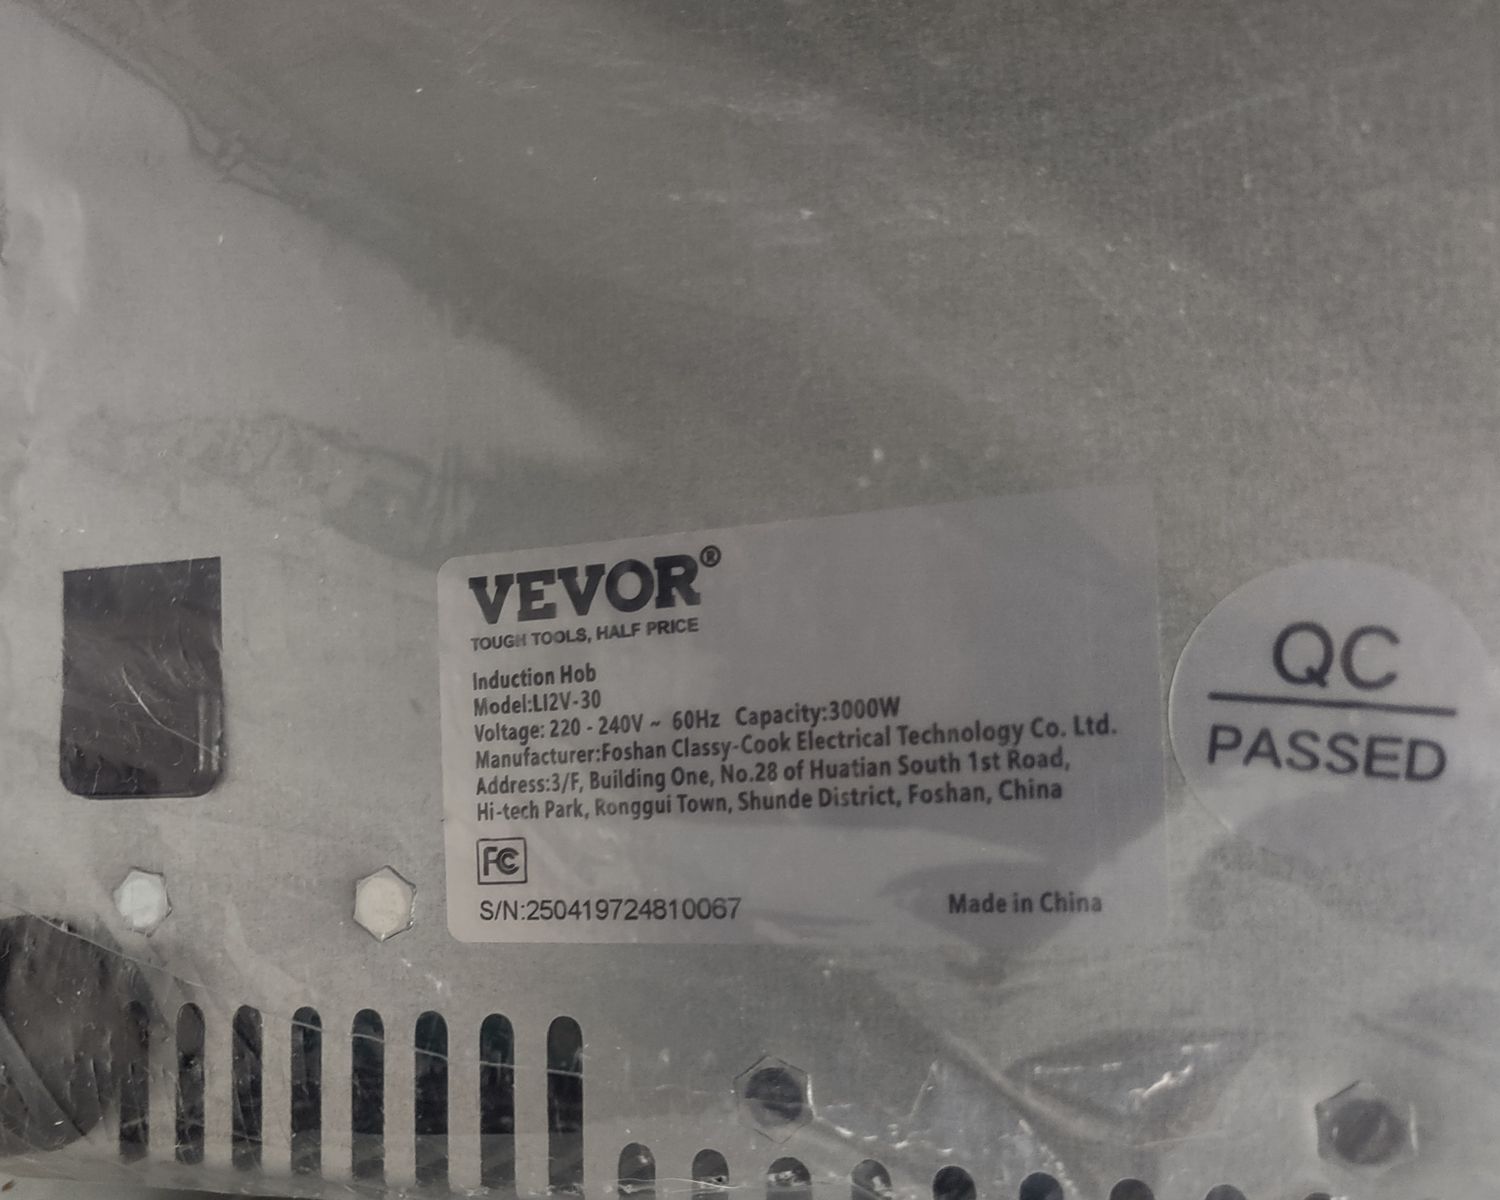 VEVOR®
TOUGH TOOLS, HALF PRICE
Induction Hob
Model:LI2V-30
Voltage: 220 - 240V ~ 60Hz Capacity:3000W
Manufacturer:Foshan Classy-Cook Electrical Technology Co. Ltd.
Address:3/F, Building One, No.28 of Huatian South 1st Road,
Hi-tech Park, Ronggui Town, Shunde District, Foshan, China
FC
S/N:250419724810067
Made in China
QC
PASSED